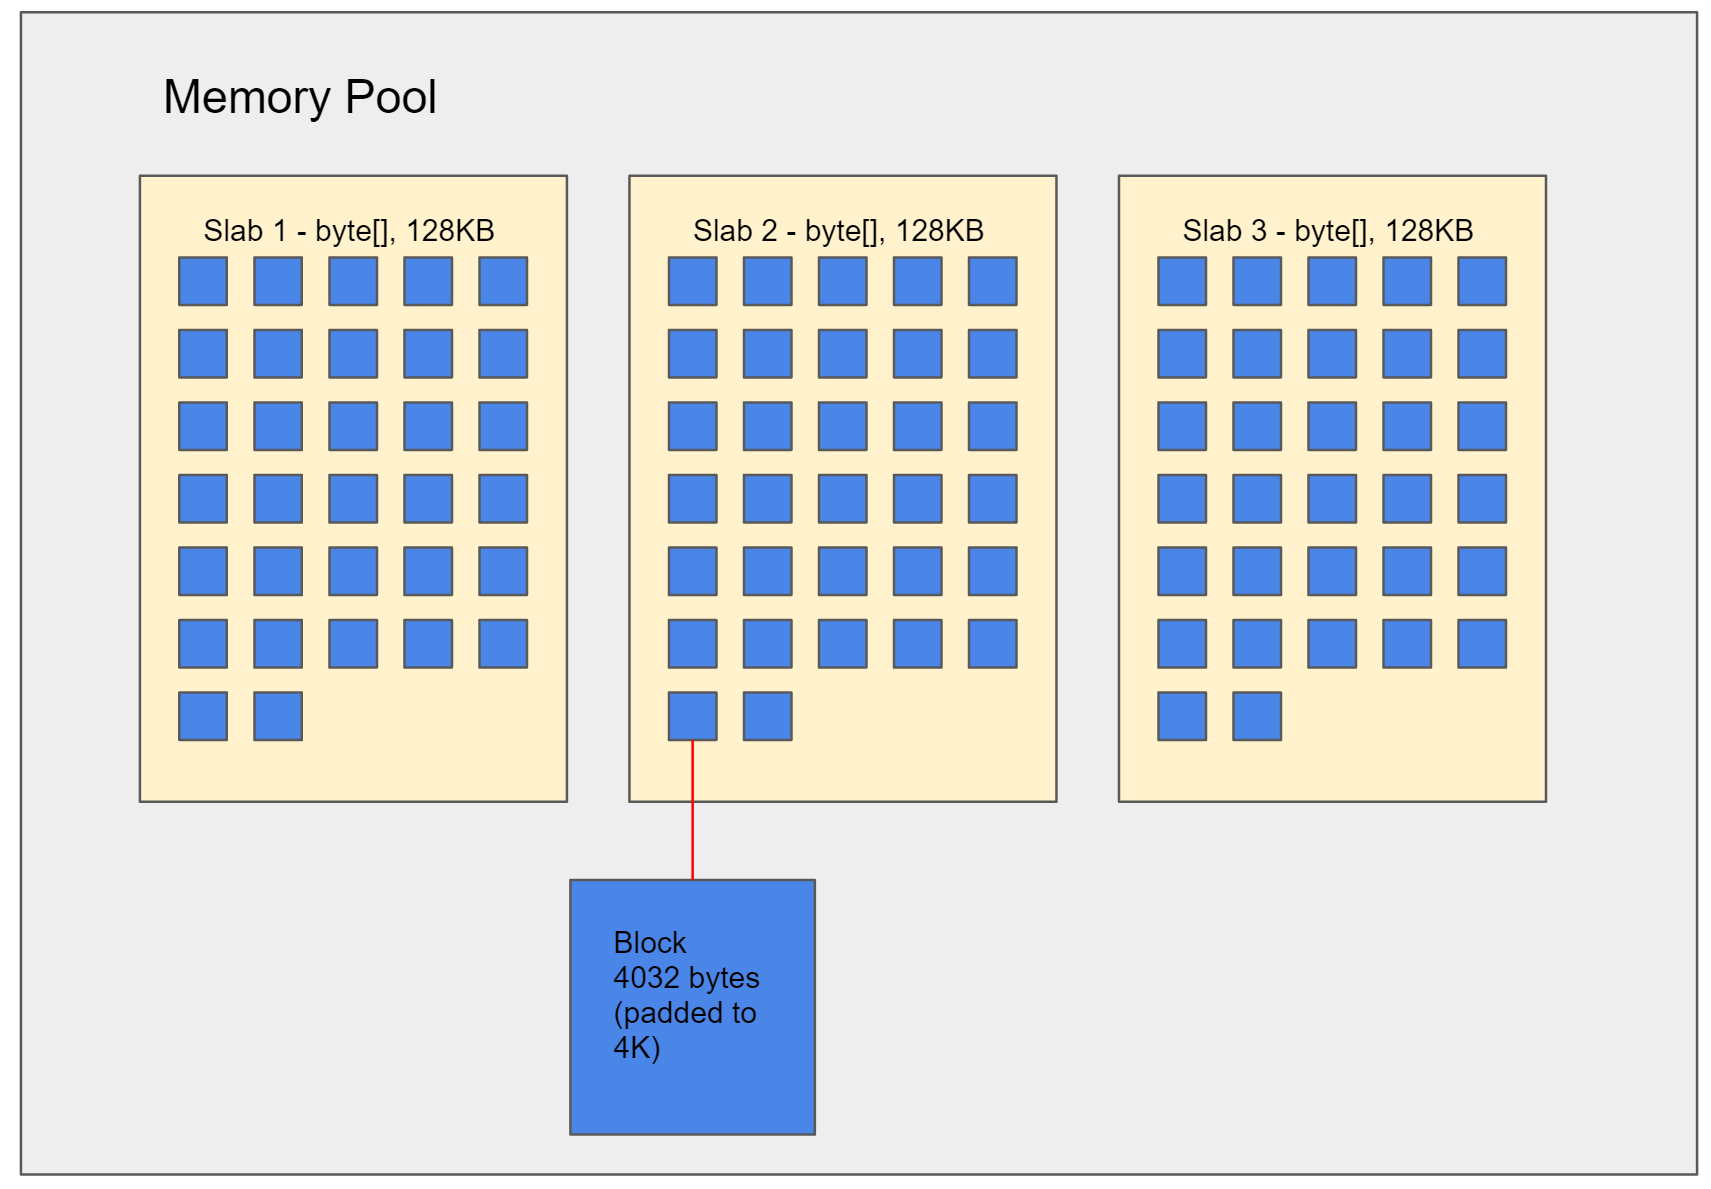 Memory Pool
Slab 1 - byte[], 128KB
Slab 2 - byte[], 128KB
Slab 3 - byte[], 128KB
Block
4032 bytes
(padded to
4K)